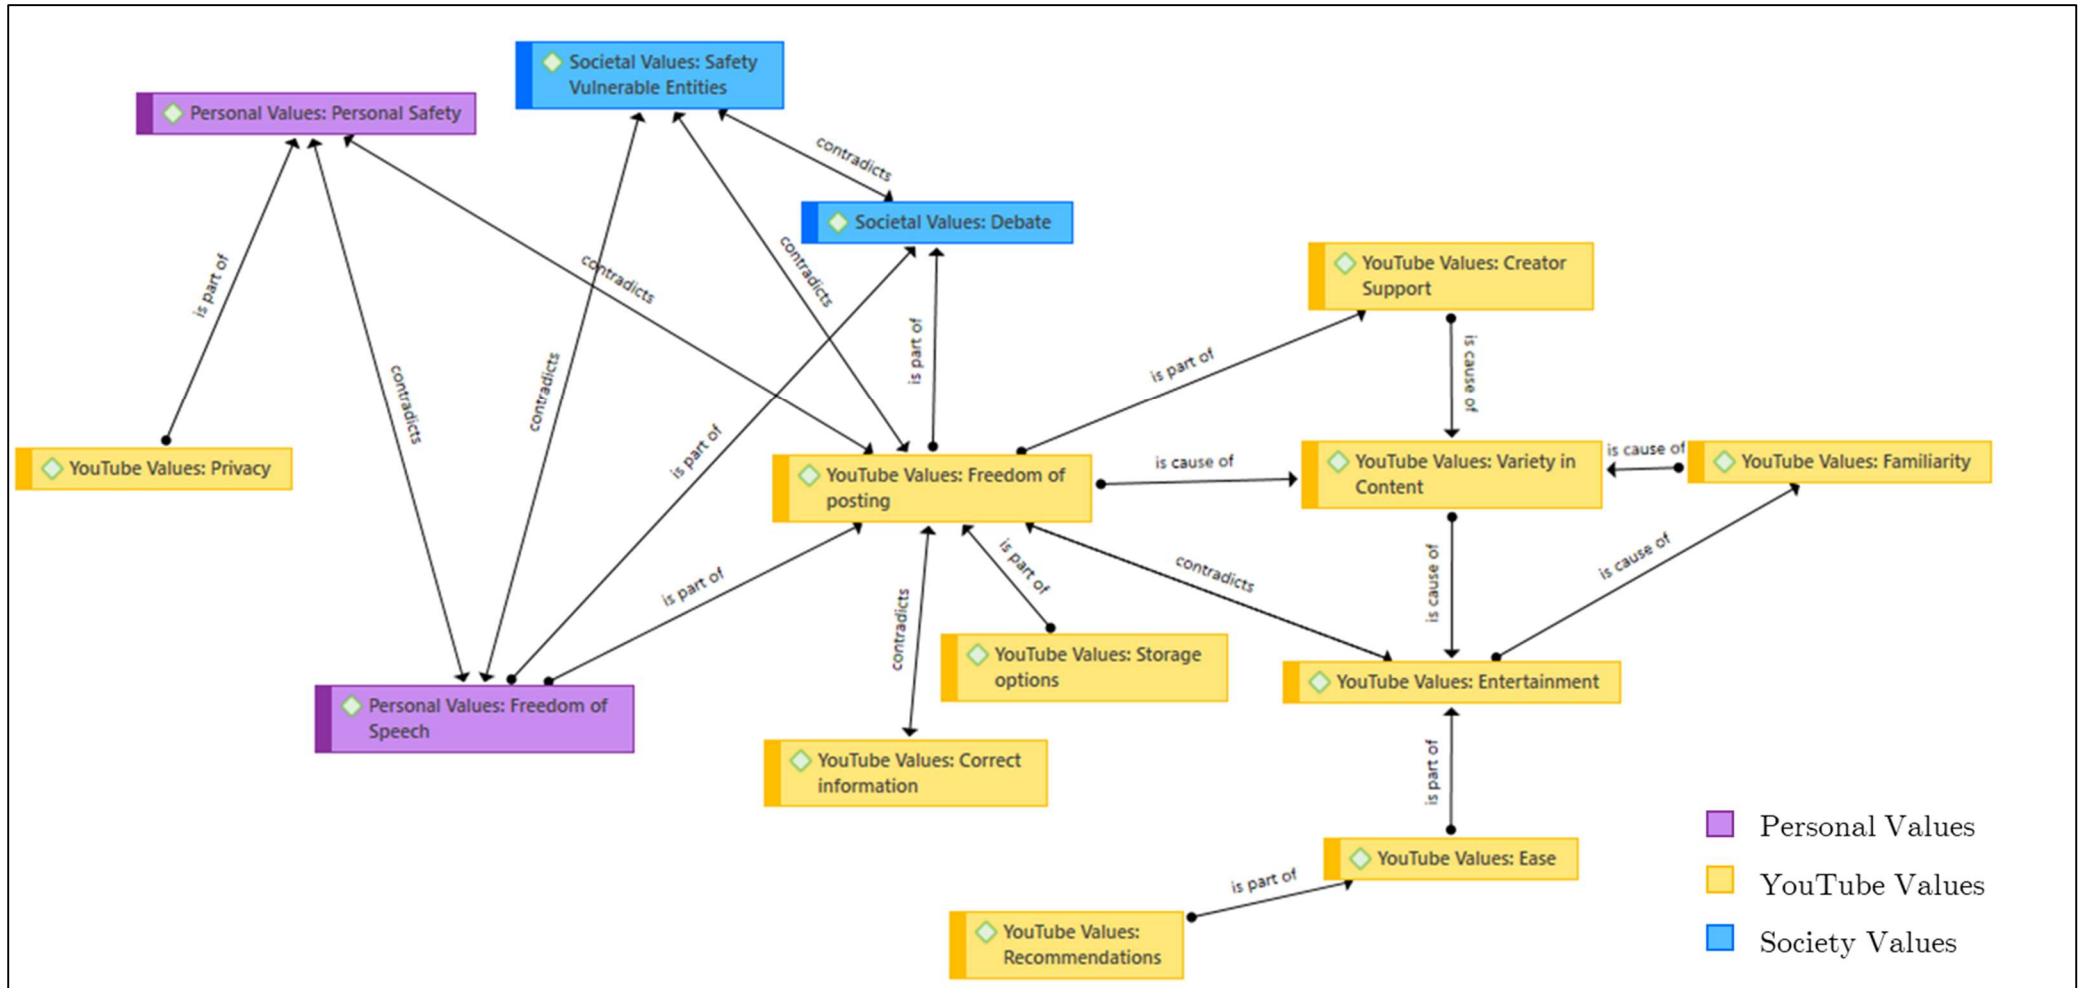 Societal Values: Safety
Vulnerable Entities
Personal Values: Personal Safety
contradicts
Societal Values: Debate
is part of
contradicts
contradicts
YouTube Values: Creator
Support
is part of
is part of
is cause of
contradicts
contradicts
is part of
YouTube Values: Privacy
YouTube Values: Freedom of
posting
is cause of
YouTube Values: Variety in
Content
is cause of
YouTube Values: Familiarity
is part of
is part of
contradicts
contradicts
is cause of
is cause of
YouTube Values: Storage
options
YouTube Values: Entertainment
Personal Values: Freedom of
Speech
YouTube Values: Correct
information
is part of
YouTube Values: Ease
is part of
YouTube Values:
Recommendations
Personal Values
YouTube Values
Society Values